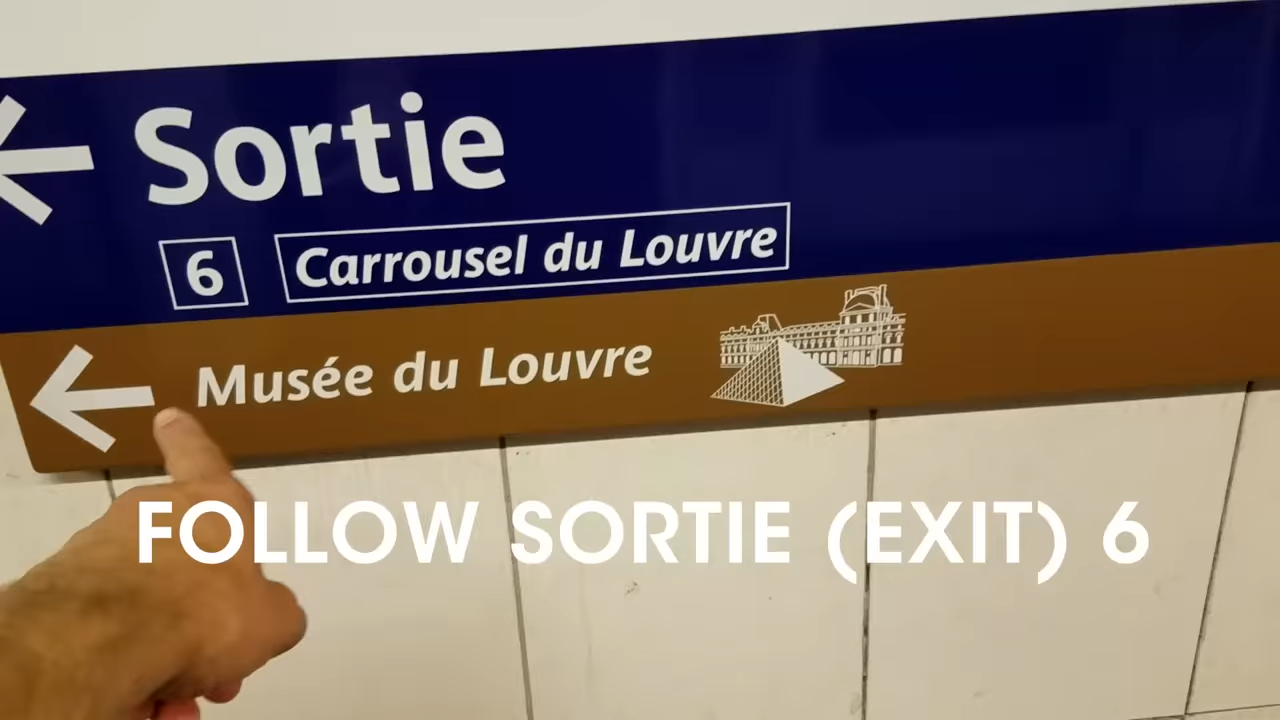 Sortie
6 Carrousel du Louvre
Musée du Louvre
FOLLOW SORTIE (EXIT) 6